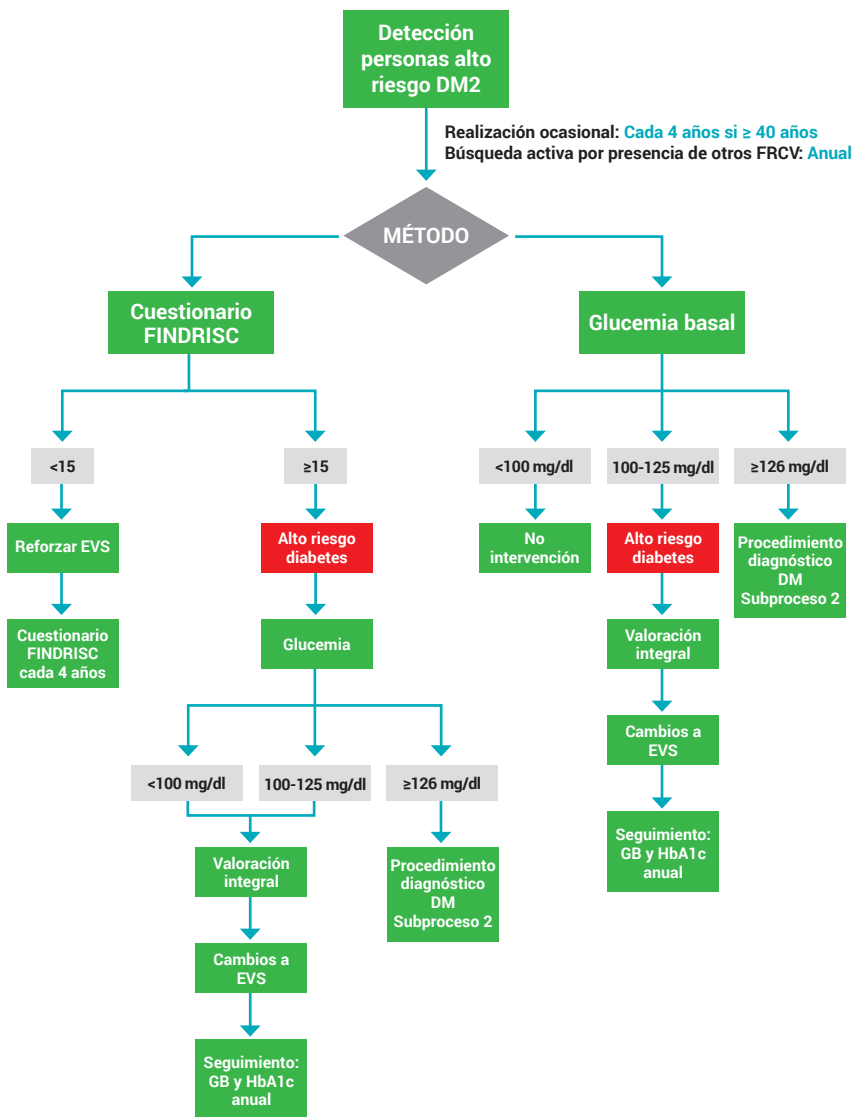 Detección
personas alto
riesgo DM2
Realización ocasional: Cada 4 años si ≥ 40 años
Búsqueda activa por presencia de otros FRCV: Anual
MÉTODO
Cuestionario
FINDRISC
Glucemia basal
<15
≥15
<100 mg/dl
100-125 mg/dl
≥126 mg/dl
Reforzar EVS
Alto riesgo
diabetes
No
intervención
Alto riesgo
diabetes
Procedimiento
diagnóstico
DM
Subproceso 2
Cuestionario
FINDRISC
cada 4 años
Glucemia
Valoración
integral
Cambios a
EVS
<100 mg/dl
100-125 mg/dl
≥126 mg/dl
Seguimiento:
GB y HbA1c
anual
Valoración
integral
Procedimiento
diagnóstico
DM
Subproceso 2
Cambios a
EVS
Seguimiento:
GB y HbA1c
anual